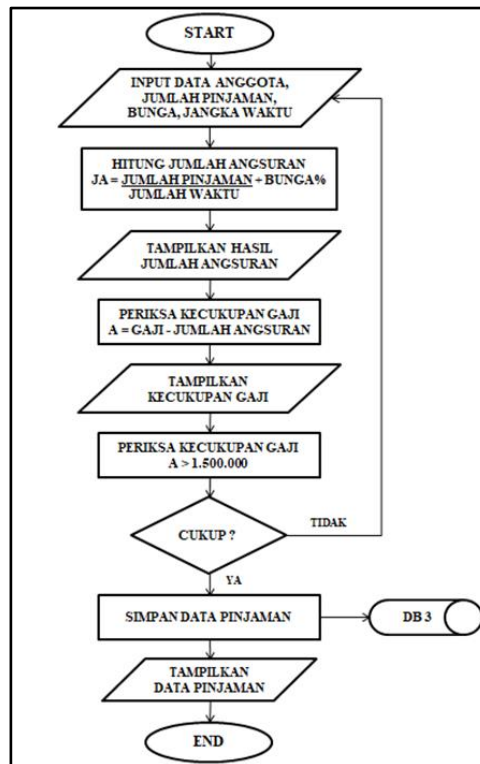 START
INPUT DATA ANGGOTA,
JUMLAH PINJAMAN,
BUNGA, JANGKA WAKTU
HITUNG JUMLAH ANGSURAN
JA = JUMLAH PINJAMAN + BUNGA%
JUMLAH WAKTU
TAMPILKAN HASIL
JUMLAH ANGSURAN
PERIKSA KECUKUPAN GAJI
A = GAJI - JUMLAH ANGSURAN
TAMPILKAN
KECUKUPAN GAJI
PERIKSA KECUKUPAN GAJI
A > 1.500.000
CUKUP ?
TIDAK
YA
SIMPAN DATA PINJAMAN
DB 3
TAMPILKAN
DATA PINJAMAN
END